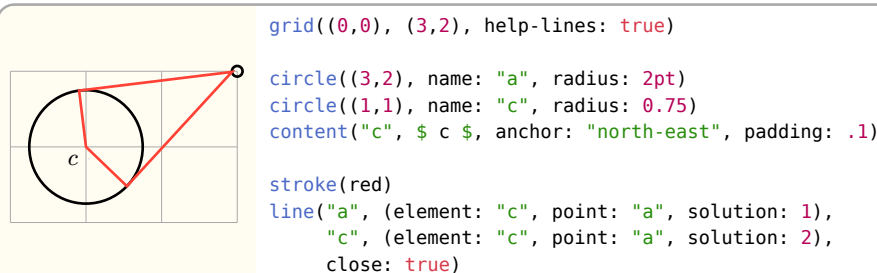 grid((0,0), (3,2), help-lines: true)
circle((3,2), name: "a", radius: 2pt)
circle((1,1), name: "c", radius: 0.75)
content("c", $ c $, anchor: "north-east", padding: .1)
stroke(red)
line("a", (element: "c", point: "a", solution: 1),
"c", (element: "c", point: "a", solution: 2),
close: true)
c